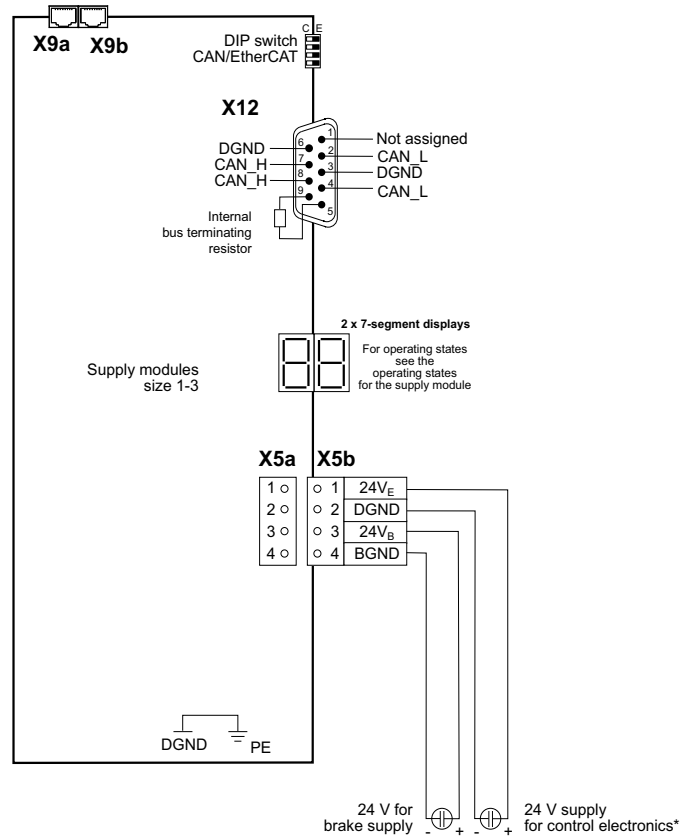 X9a X9b
C E
DIP switch
CAN/EtherCAT
X12
1
Not assigned
6
DGND
2
CAN_L
7
CAN_H
3
DGND
8
CAN_H
4
CAN_L
9
5
Internal
bus terminating
resistor
2 x 7-segment displays
For operating states
see the
operating states
for the supply module
Supply modules
size 1-3
X5a X5b
1 1 24VE
2 2 DGND
3 3 24VB
4 4 BGND
DGND PE
24 V for
brake supply
- + - +
24 V supply
for control electronics*